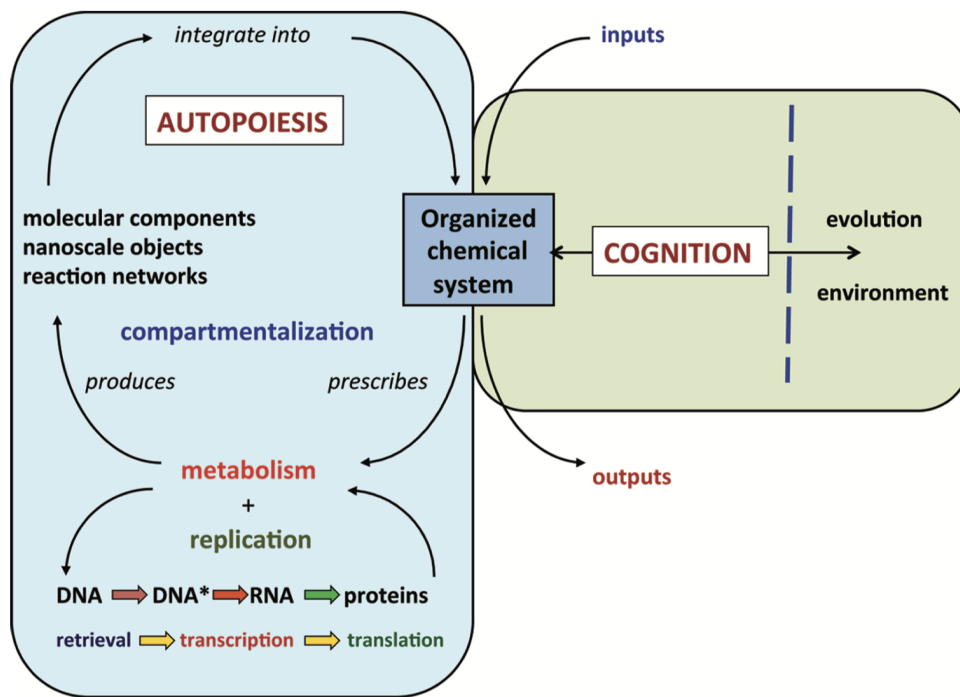 integrate into
inputs
AUTOPOIESIS
molecular components
nanoscale objects
reaction networks
Organized
chemical
system
COGNITION
evolution
environment
compartmentalization
produces
prescribes
metabolism
+
replication
outputs
DNA DNA* RNA proteins
retrieval transcription translation